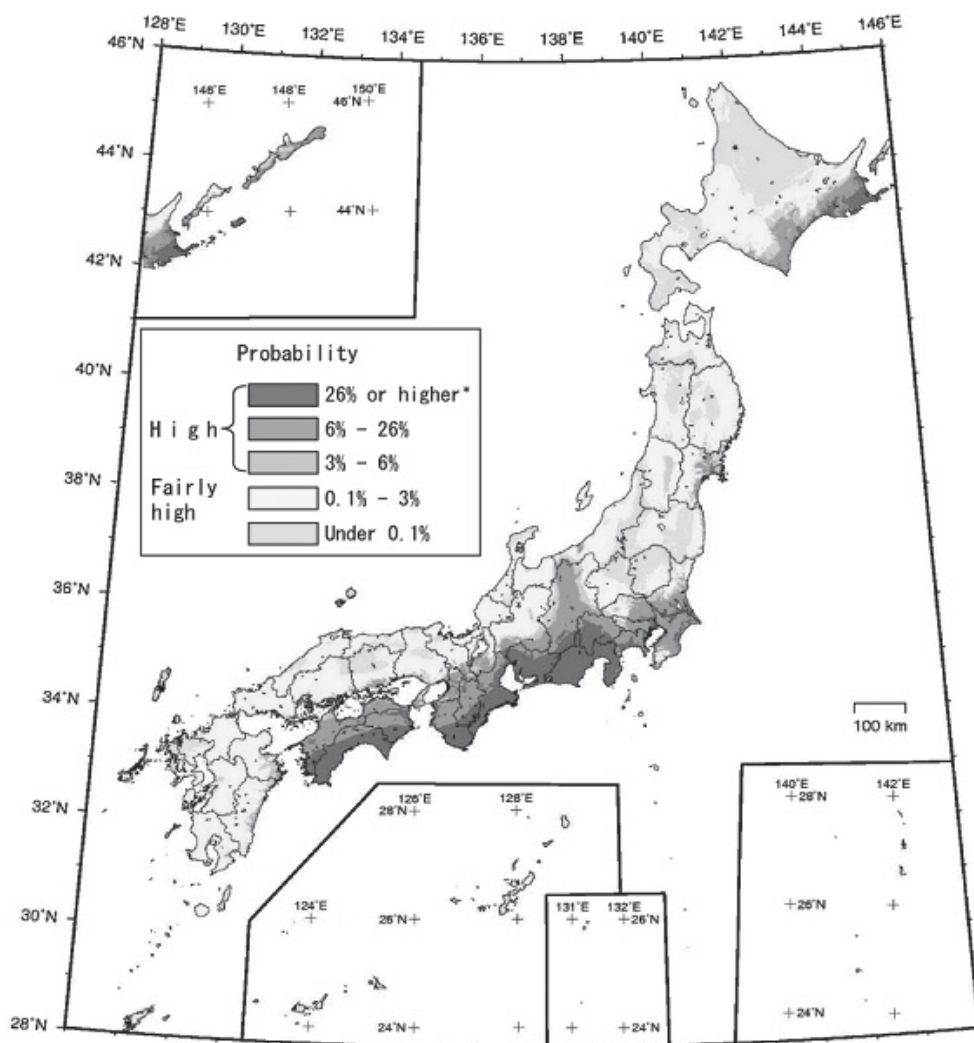 128°E 130°E 132°E 134°E 136°E 138°E 140°E 142°E 144°E 146°E
46°N
146°E 148°E 150°E
46°N
44°N
44°N
42°N
Probability
26% or higher*
High
6% - 26%
3% - 6%
Fairly
high
0.1% - 3%
Under 0.1%
40°N
38°N
36°N
34°N
100 km
32°N
126°E 128°E
28°N
140°E 142°E
28°N
124°E
26°N
131°E 132°E
26°N
26°N
30°N
24°N
24°N
24°N
28°N